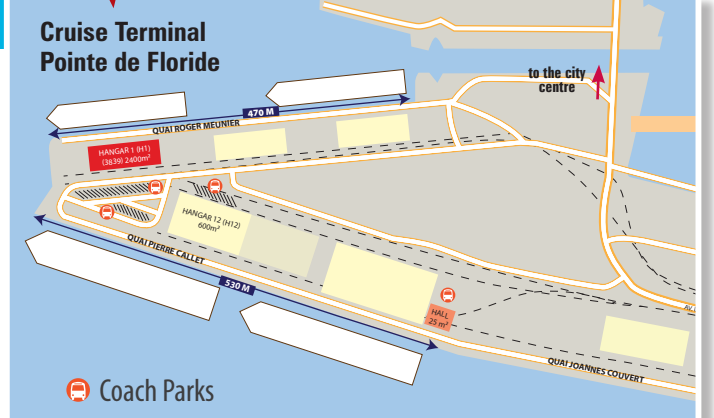 Cruise Terminal
Pointe de Floride
to the city
centre
470 M
QUAI ROGER MEUNIER
HANGAR 1 (H1)
(3839) 2400m²
HANGAR 12 (H12)
600m²
QUAI PIERRE CALLET
530 M
HALL
25 m²
QUAI JOANNES COUVERT
AV.
Coach Parks